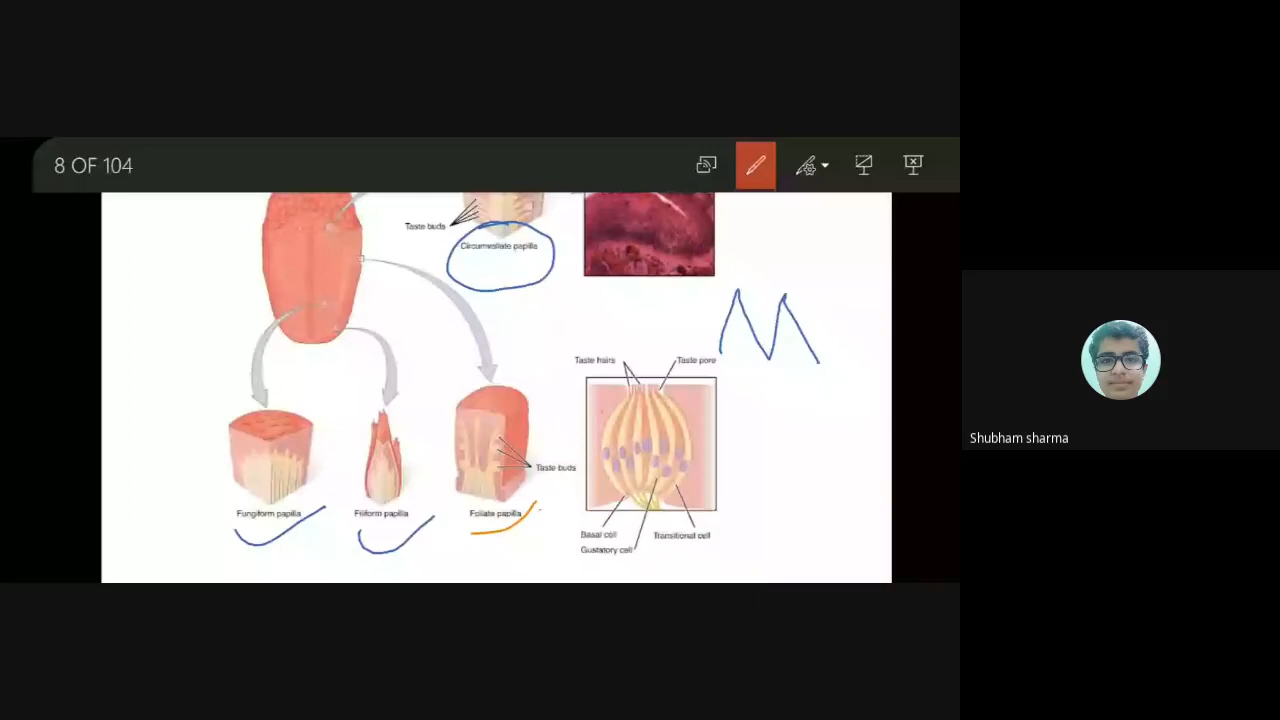 8 OF 104
Taste buds
Circumvallate papilla
Taste hairs
Taste pore
Taste buds
Fungiform papilla
Filiform papilla
Foliate papilla
Basal cell
Transitional cell
Gustatory cell
Shubham sharma